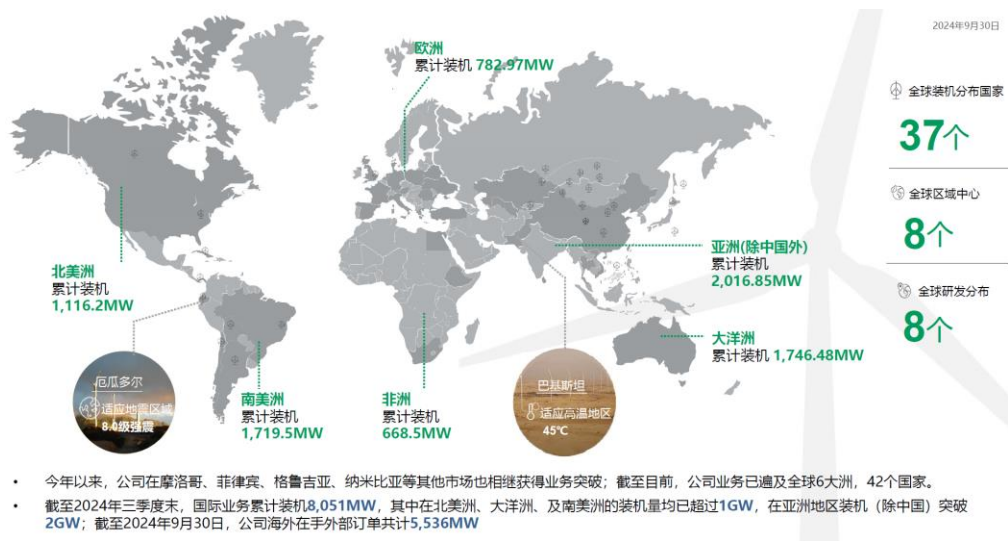 2024年9月30日
欧洲
累计装机 782.97MW
全球装机分布国家
37个
全球区域中心
8个
全球研发分布
8个
北美洲
累计装机
1,116.2MW
亚洲(除中国外)
累计装机
2,016.85MW
大洋洲
累计装机 1,746.48MW
厄瓜多尔
适应地震区域
8.0级强震
南美洲
累计装机
1,719.5MW
非洲
累计装机
668.5MW
巴基斯坦
适应高温地区
45℃
• 今年以来，公司在摩洛哥、菲律宾、格鲁吉亚、纳米比亚等其他市场也相继获得业务突破；截至目前，公司业务已遍及全球6大洲，42个国家。
• 截至2024年三季度末，国际业务累计装机8,051MW，其中在北美洲、大洋洲、及南美洲的装机量均已超过1GW，在亚洲地区装机（除中国）突破
2GW；截至2024年9月30日，公司海外在手外部订单共计5,536MW